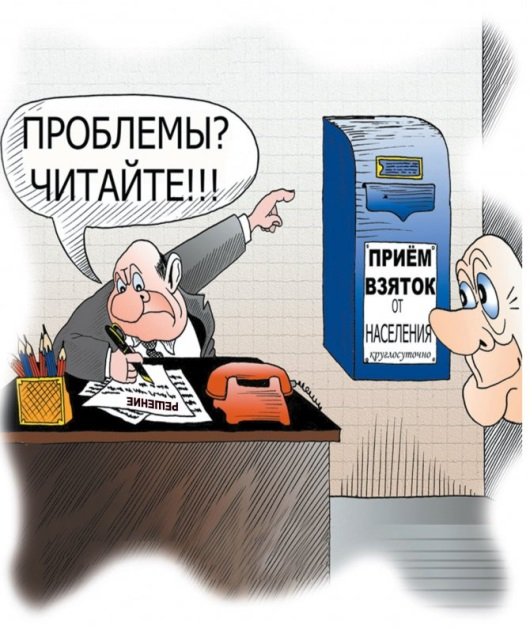 ПРОБЛЕМЫ?
ЧИТАЙТЕ!!!
ПРИЁМ
ВЗЯТОК
ОТ
НАСЕЛЕНИЯ
круглосуточно
РЕШЕНИЕ